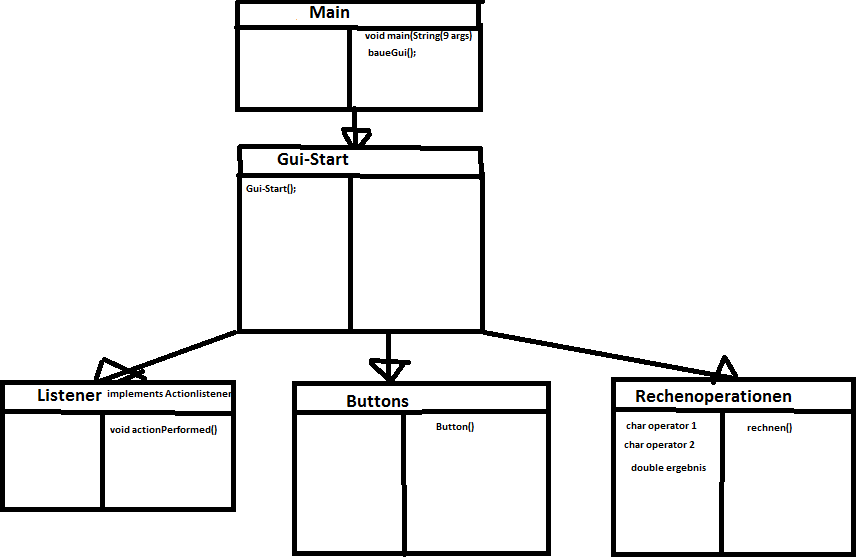 Main
void main(String(9 args)
baueGui();
Gui-Start
Gui-Start();
Listener implements Actionlistener
void actionPerformed()
Buttons
Button()
Rechenoperationen
char operator 1
char operator 2
double ergebnis
rechnen()